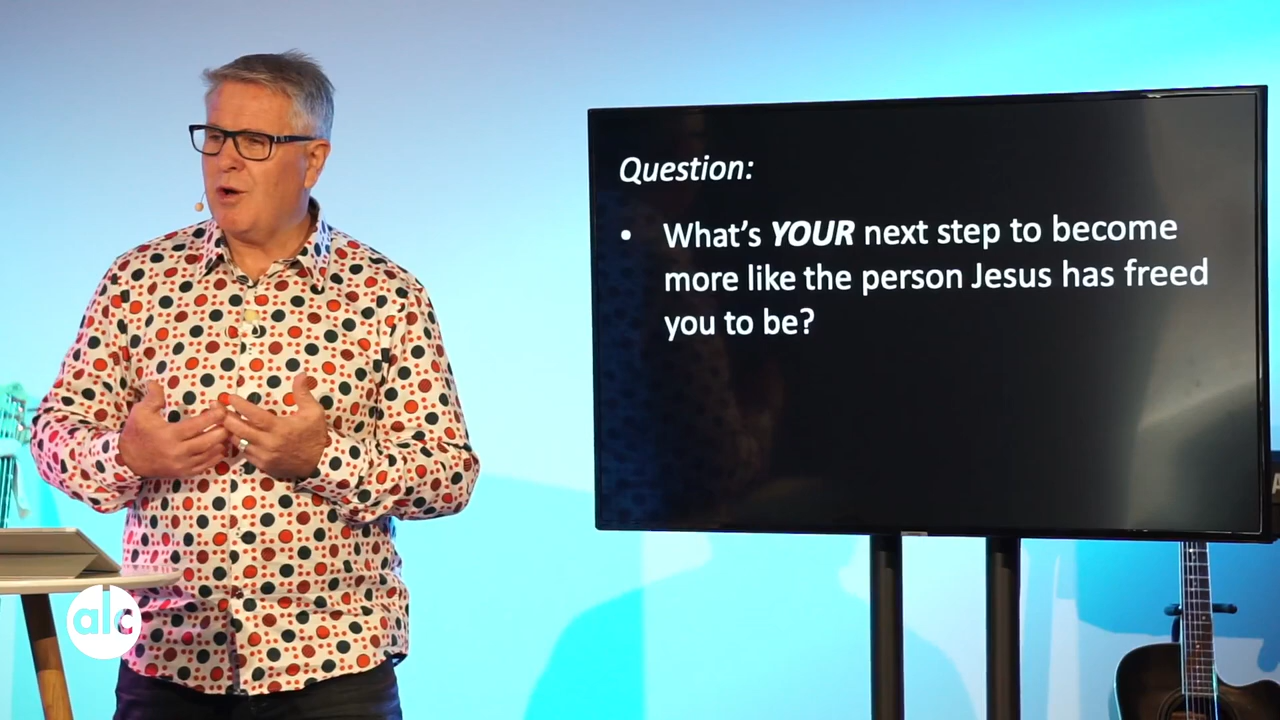 Question:
• What's YOUR next step to become
more like the person Jesus has freed
you to be?
alc